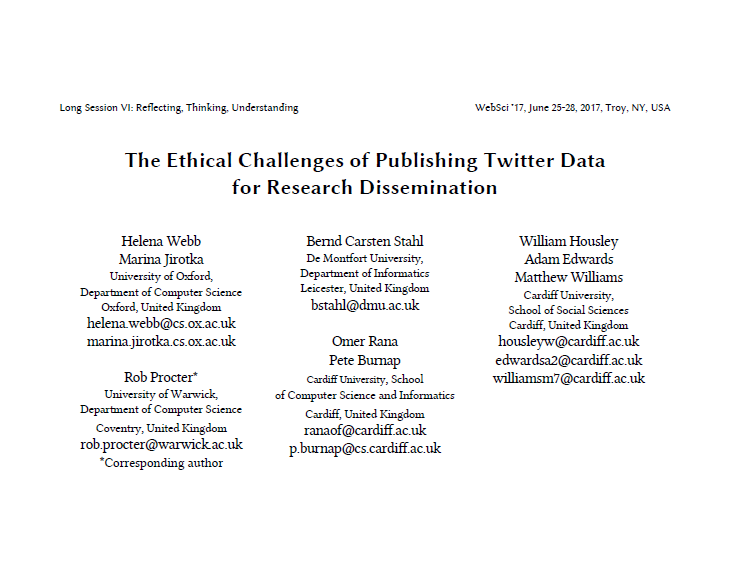 Long Session VI: Reflecting, Thinking, Understanding
WebSci '17, June 25-28, 2017, Troy, NY, USA
The Ethical Challenges of Publishing Twitter Data
for Research Dissemination
Helena Webb
Marina Jirotka
University of Oxford,
Department of Computer Science
Oxford, United Kingdom
helena.webb@cs.ox.ac.uk
marina.jirotka.cs.ox.ac.uk
Rob Procter*
University of Warwick,
Department of Computer Science
Coventry, United Kingdom
rob.procter@warwick.ac.uk
*Corresponding author
Bernd Carsten Stahl
De Montfort University,
Department of Informatics
Leicester, United Kingdom
bstahl@dmu.ac.uk
Omer Rana
Pete Burnap
Cardiff University, School
of Computer Science and Informatics
Cardiff, United Kingdom
ranaof@cardiff.ac.uk
p.burnap@cs.cardiff.ac.uk
William Housley
Adam Edwards
Matthew Williams
Cardiff University,
School of Social Sciences
Cardiff, United Kingdom
housleyw@cardiff.ac.uk
edwardsa2@cardiff.ac.uk
williamsm7@cardiff.ac.uk